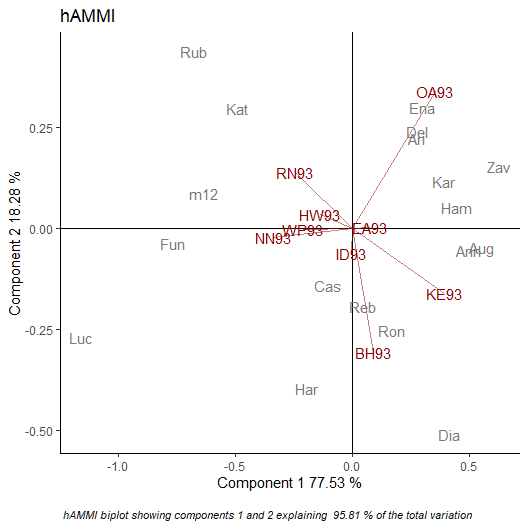 hAMMI
Rub
OA93
Ena
Kat
0.25
Del
Ari
Zav
RN93
Kar
m12
Ham
HW93
0.00
WP93
EA93
NN93
Fun
Aug
Ann
ID93
Cas
KE93
Reb
-0.25
Ron
Luc
BH93
Har
-0.50
Dia
-1.0 -0.5 0.0 0.5
Component 1 77.53 %
Component 2 18.28 %
hAMMI biplot showing components 1 and 2 explaining 95.81 % of the total variation